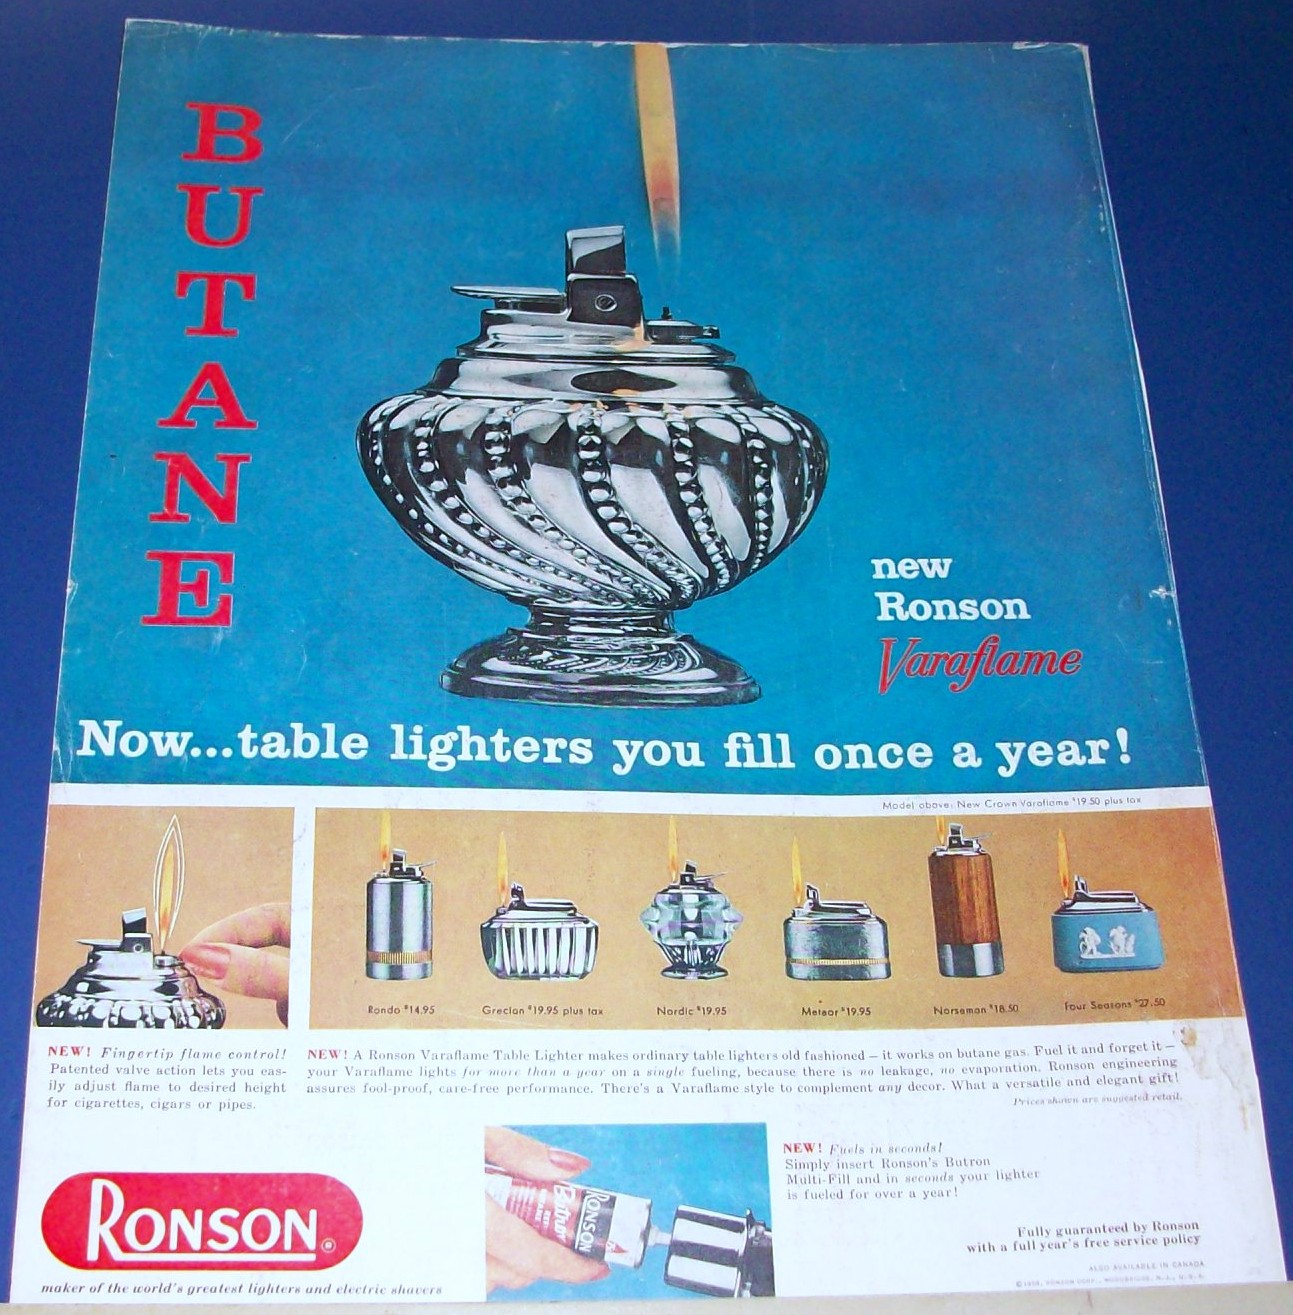 BUTANE
new
Ronson
Varaflame
Now...table lighters you fill once a year!
Model above: New Crown Varaflame $19.50 plus tax
Rondo $14.95
Grecian $19.95 plus tax
Nordic $19.95
Meteor $19.95
Norseman $18.50
Four Seasons $27.50
NEW! Fingertip flame control!
Patented valve action lets you eas-
ily adjust flame to desired height
for cigarettes, cigars or pipes.
NEW! A Ronson Varaflame Table Lighter makes ordinary table lighters old fashioned — it works on butane gas. Fuel it and forget it —
your Varaflame lights for more than a year on a single fueling, because there is no leakage, no evaporation. Ronson engineering
assures fool-proof, care-free performance. There's a Varaflame style to complement any decor. What a versatile and elegant gift!
Prices shown are suggested retail.
NEW! Fuels in seconds!
Simply insert Ronson's Butron
Multi-Fill and in seconds your lighter
is fueled for over a year!
RONSON
Butron
RONSON®
maker of the world's greatest lighters and electric shavers
Fully guaranteed by Ronson
with a full year's free service policy
ALSO AVAILABLE IN CANADA
RONSON CORP., WOODBRIDGE, N.J., U.S.A.